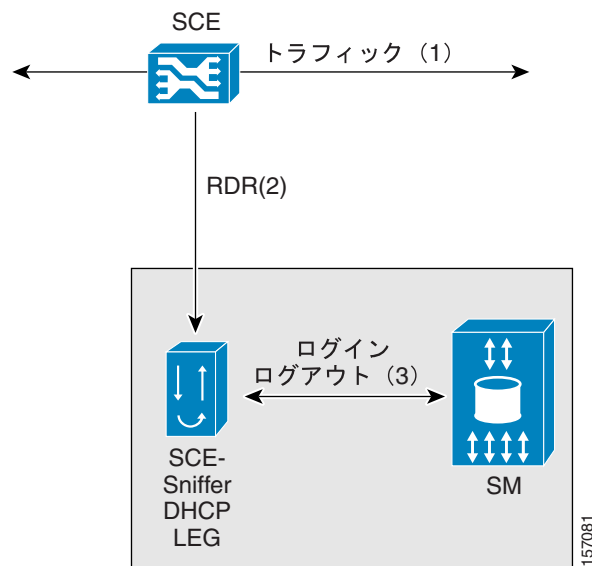 SCE
トラフィック（1）
RDR(2)
ログイン
ログアウト（3）
SCE-
Sniffer
DHCP
LEG
SM
157081